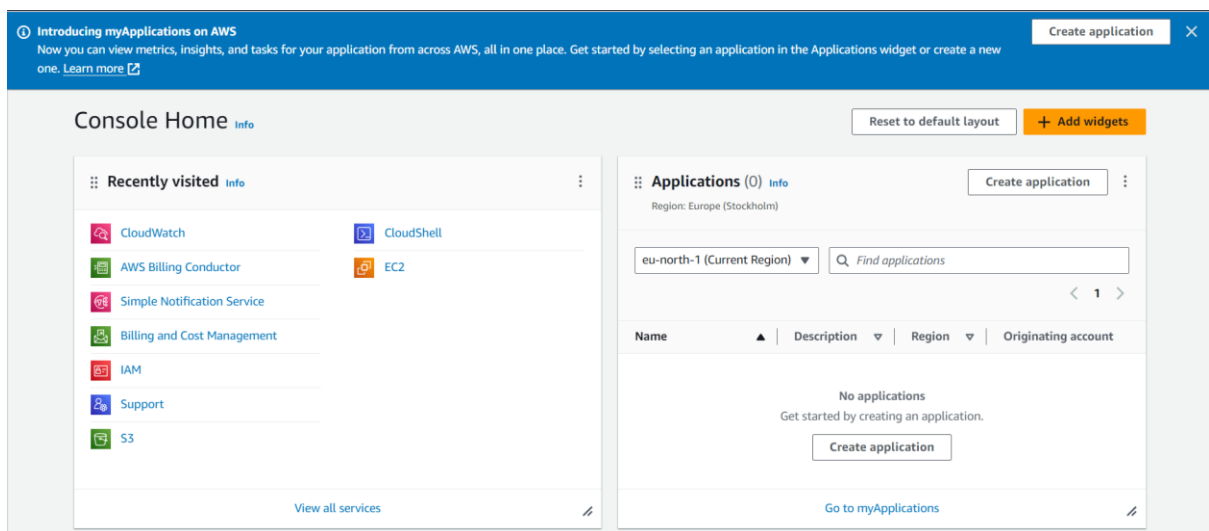 Introducing myApplications on AWS
Now you can view metrics, insights, and tasks for your application from across AWS, all in one place. Get started by selecting an application in the Applications widget or create a new
one. Learn more
Create application
Console Home Info
Reset to default layout
+ Add widgets
Recently visited Info
CloudWatch
AWS Billing Conductor
Simple Notification Service
Billing and Cost Management
IAM
Support
S3
CloudShell
EC2
View all services
Applications (0) Info
Region: Europe (Stockholm)
Create application
eu-north-1 (Current Region)
Find applications
1
Name
Description
Region
Originating account
No applications
Get started by creating an application.
Create application
Go to myApplications